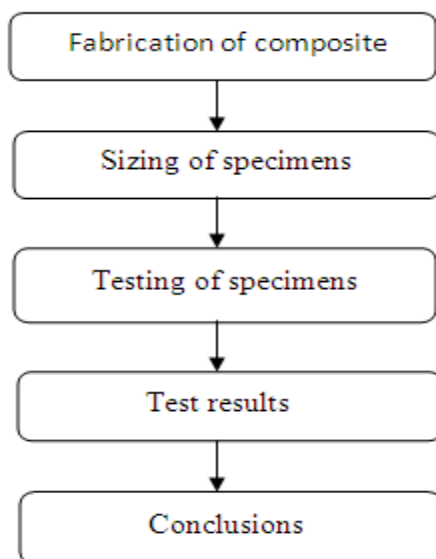 Fabrication of composite
Sizing of specimens
Testing of specimens
Test results
Conclusions